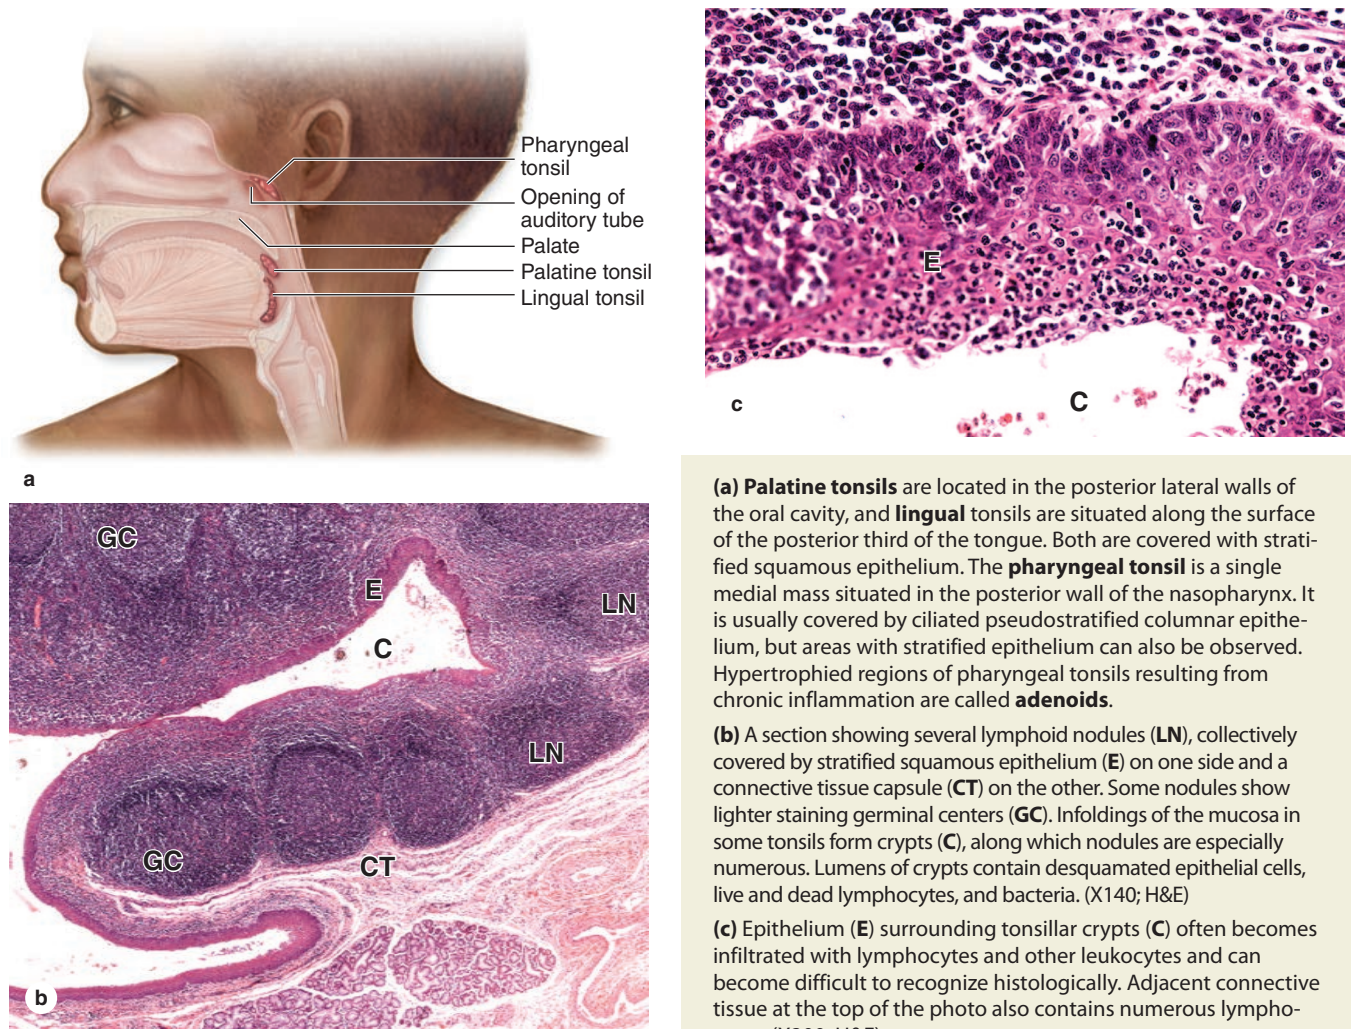 Pharyngeal
tonsil
Opening of
auditory tube
Palate
Palatine tonsil
Lingual tonsil
a
E
C
c
GC
E
LN
C
LN
GC
CT
b
(a) Palatine tonsils are located in the posterior lateral walls of
the oral cavity, and lingual tonsils are situated along the surface
of the posterior third of the tongue. Both are covered with strati-
fied squamous epithelium. The pharyngeal tonsil is a single
medial mass situated in the posterior wall of the nasopharynx. It
is usually covered by ciliated pseudostratified columnar epithe-
lium, but areas with stratified epithelium can also be observed.
Hypertrophied regions of pharyngeal tonsils resulting from
chronic inflammation are called adenoids.
(b) A section showing several lymphoid nodules (LN), collectively
covered by stratified squamous epithelium (E) on one side and a
connective tissue capsule (CT) on the other. Some nodules show
lighter staining germinal centers (GC). Infoldings of the mucosa in
some tonsils form crypts (C), along which nodules are especially
numerous. Lumens of crypts contain desquamated epithelial cells,
live and dead lymphocytes, and bacteria. (X140; H&E)
(c) Epithelium (E) surrounding tonsillar crypts (C) often becomes
infiltrated with lymphocytes and other leukocytes and can
become difficult to recognize histologically. Adjacent connective
tissue at the top of the photo also contains numerous lympho-